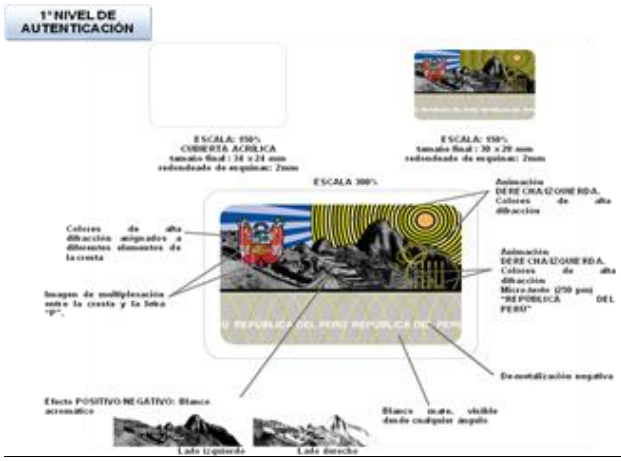 1° NIVEL DE
AUTENTICACIÓN
ESCALA: 150%
CUBIERTA ACRÍLICA
tamaño final : 34 x 24 mm
redondeado de esquinas: 2mm
ESCALA: 150%
tamaño final : 30 x 20 mm
redondeado de esquinas: 2mm
ESCALA 300%
Animación
DERECHA/IZQUIERDA.
Colores de alta
difracción
Colores de alta
difracción asignados a
diferentes elementos de
la cresta
Animación
DERECHA/IZQUIERDA.
Colores de alta
difracción
Micro-texto (250 µm)
"REPÚBLICA DEL
PERÚ"
Imagen de multiplexación
entre la cresta y la letra
"P".
REPÚBLICA DEL PERÚ REPÚBLICA DEL PERÚ
De-metalización negativa
Efecto POSITIVO/NEGATIVO: Blanco
acromático
Blanco mate, visible
desde cualquier ángulo
Lado izquierdo
Lado derecho